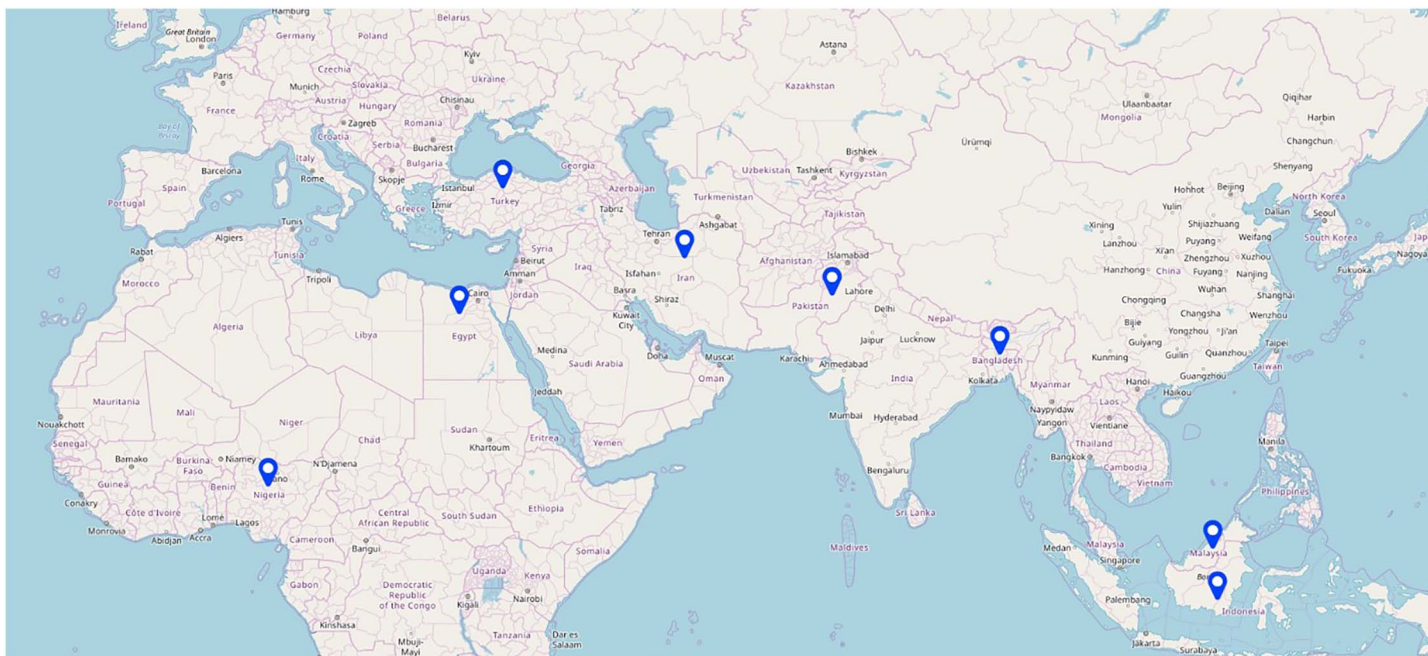 Hamburg
Ireland
Great Britain
London
Germany
Poland
Belarus
Astana
Paris
Czechia
Kyiv
Munich
Slovakia
Ukraine
Kazakhstan
Austria
Hungary
Chisinau
France
Ulaanbaatar
Mongolia
Qiqihar
Harbin
Bay of
Biscay
Zagreb
Croatia
Romania
Serbia
Bucharest
Changchun
Italy
Bulgaria
Georgia
Bishkek
Ürümqi
Shenyang
Barcelona
Rome
Skopje
Istanbul
Azerbaijan
Uzbekistan
Tashkent
Kyrgyzstan
Spain
Portugal
Greece
Izmir
Turkey
Tabriz
Turkmenistan
Hohhot
Beijing
North Korea
Ashgabat
Tajikistan
Yulin
Dalian
Seoul
Algiers
Tunis
Tunisia
Tehran
Xining
Shijiazhuang
Weifang
South Korea
Jap
Nagoya
Rabat
Syria
Beirut
Iraq
Isfahan
Iran
Afghanistan
Islamabad
Lanzhou
Xi'an
Puyang
Zhengzhou
Xuzhou
Fukuoka
Morocco
Tripoli
Amman
Jordan
Hanzhong
China
Fuyang
Nanjing
Cairo
Basra
Shiraz
Pakistan
Lahore
Wuhan
Shanghai
Algeria
Libya
Egypt
Kuwait
City
Delhi
Nepal
Chongqing
Changsha
Wenzhou
Bijie
Yongzhou
Ji'an
Medina
Doha
Muscat
Karachi
Jaipur
Lucknow
Guiyang
Taipei
Saudi Arabia
Ahmedabad
Bangladesh
Kunming
Guilin
Quanzhou
Taiwan
Oman
India
Kolkata
Guangzhou
Jeddah
Myanmar
Hanoi
Haikou
Mauritania
Mali
Niger
Sudan
Mumbai
Hyderabad
Naypyidaw
Laos
Nouakchott
Chad
Eritrea
Yemen
Yangon
Vientiane
Senegal
Khartoum
Thailand
Manila
Bamako
Burkina
Faso
Niamey
N'Djamena
Bengaluru
Bangkok
Cambodia
Guinea
Benin
ano
Vietnam
Philippines
Conakry
Nigeria
Ethiopia
Sri Lanka
Côte d'Ivoire
Lomé
Lagos
Central
African Republic
South Sudan
Monrovia
Abidjan
Accra
Cameroon
Bangui
Somalia
Maldives
Medan
Malaysia
Malaysia
Singapore
Uganda
Kenya
Gabon
Democratic
Republic
of the Congo
Kigali
Nairobi
Palembang
Indonesia
Kinshasa
Tanzania
Mbuji-
Mayi
Dar es
Salaam
Jakarta
Surabaya